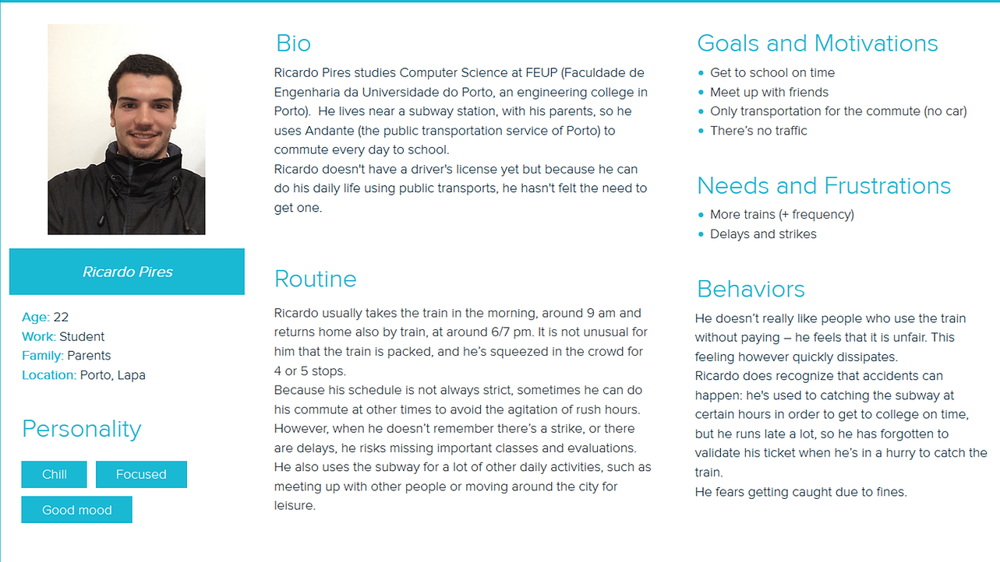 Ricardo Pires
Age: 22
Work: Student
Family: Parents
Location: Porto, Lapa
Personality
Chill
Focused
Good mood
Bio
Ricardo Pires studies Computer Science at FEUP (Faculdade de
Engenharia da Universidade do Porto, an engineering college in
Porto).  He lives near a subway station, with his parents, so he
uses Andante (the public transportation service of Porto) to
commute every day to school.
Ricardo doesn't have a driver's license yet but because he can
do his daily life using public transports, he hasn't felt the need to
get one.
Routine
Ricardo usually takes the train in the morning, around 9 am and
returns home also by train, at around 6/7 pm. It is not unusual for
him that the train is packed, and he’s squeezed in the crowd for
4 or 5 stops.
Because his schedule is not always strict, sometimes he can do
his commute at other times to avoid the agitation of rush hours.
However, when he doesn’t remember there’s a strike, or there
are delays, he risks missing important classes and evaluations.
He also uses the subway for a lot of other daily activities, such as
meeting up with other people or moving around the city for
leisure.
Goals and Motivations
• Get to school on time
• Meet up with friends
• Only transportation for the commute (no car)
• There’s no traffic
Needs and Frustrations
• More trains (+ frequency)
• Delays and strikes
Behaviors
He doesn’t really like people who use the train
without paying – he feels that it is unfair. This
feeling however quickly dissipates.
Ricardo does recognize that accidents can
happen: he's used to catching the subway at
certain hours in order to get to college on time,
but he runs late a lot, so he has forgotten to
validate his ticket when he’s in a hurry to catch the
train.
He fears getting caught due to fines.